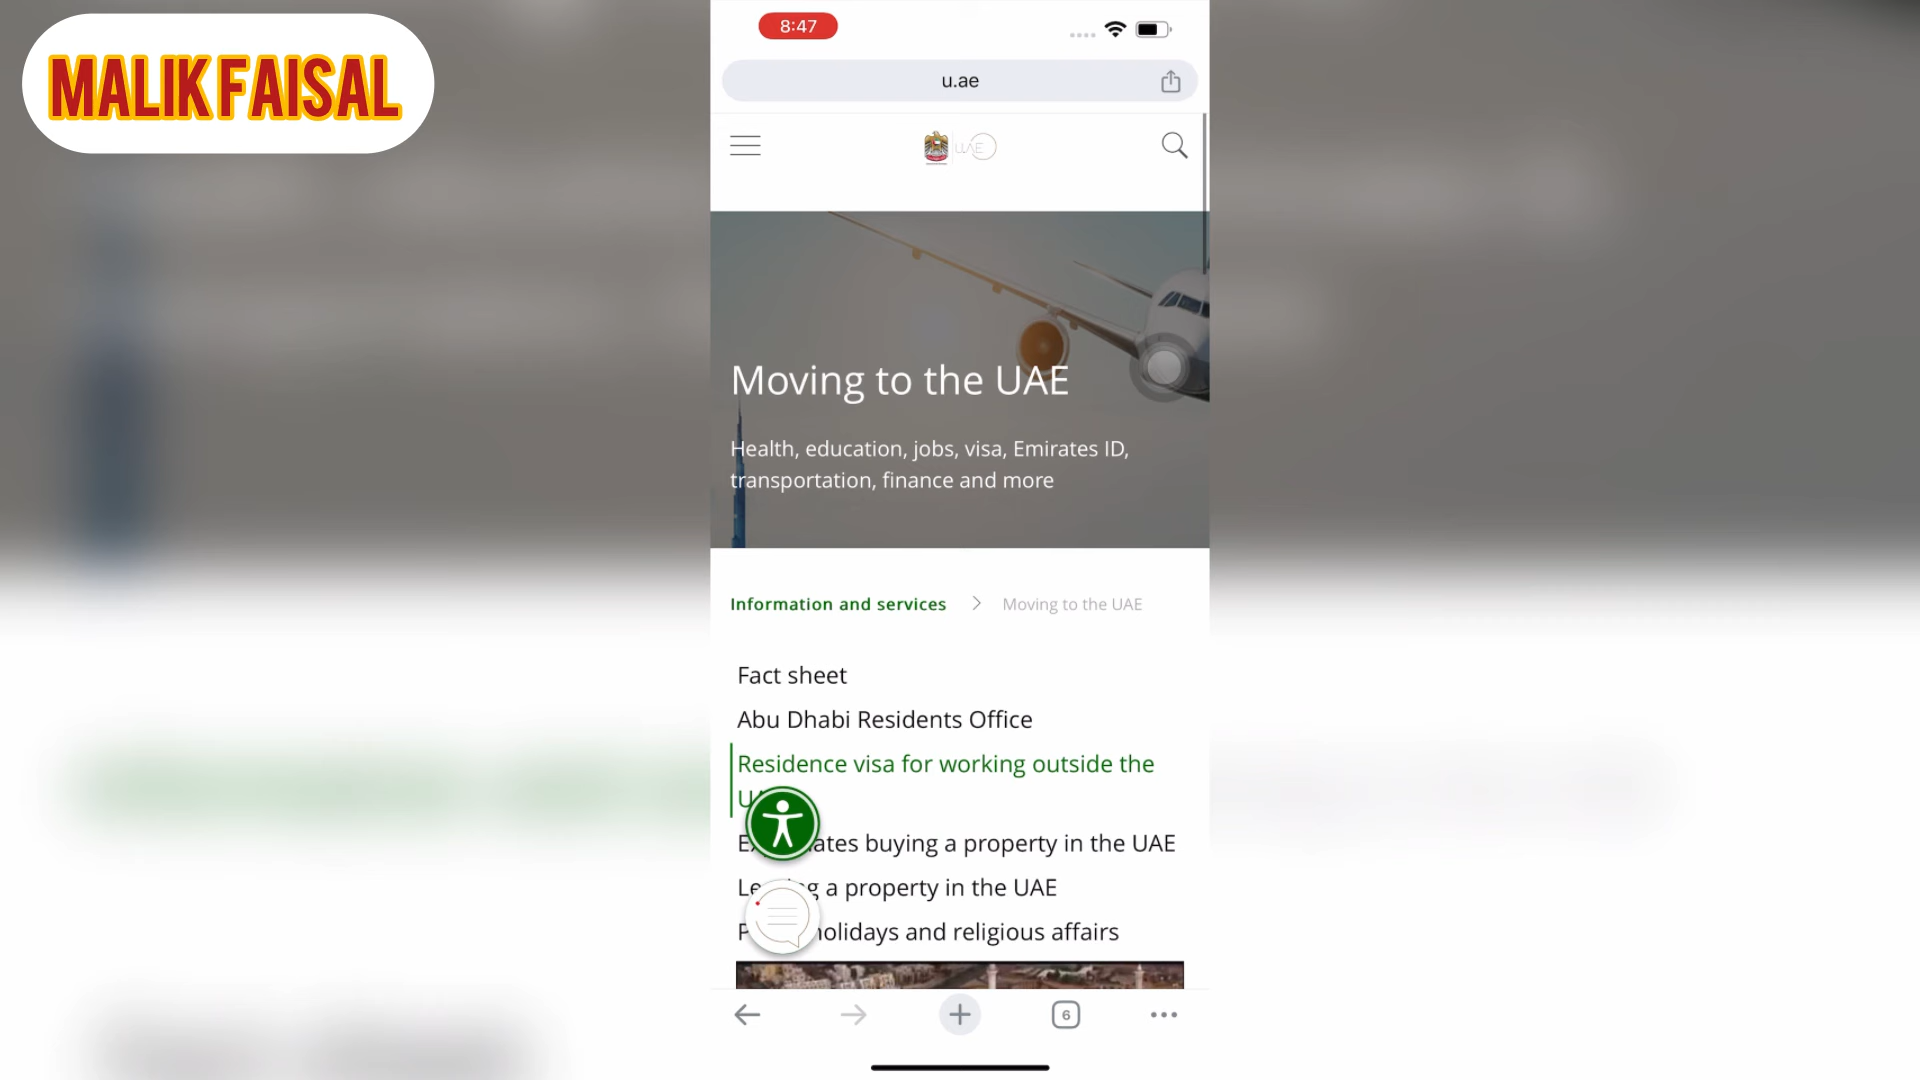 MALIK FAISAL
8:47
u.ae
UAE
Moving to the UAE
Health, education, jobs, visa, Emirates ID,
transportation, finance and more
Information and services > Moving to the UAE
Fact sheet
Abu Dhabi Residents Office
Residence visa for working outside the
buying a property in the UAE
a property in the UAE
holidays and religious affairs
6